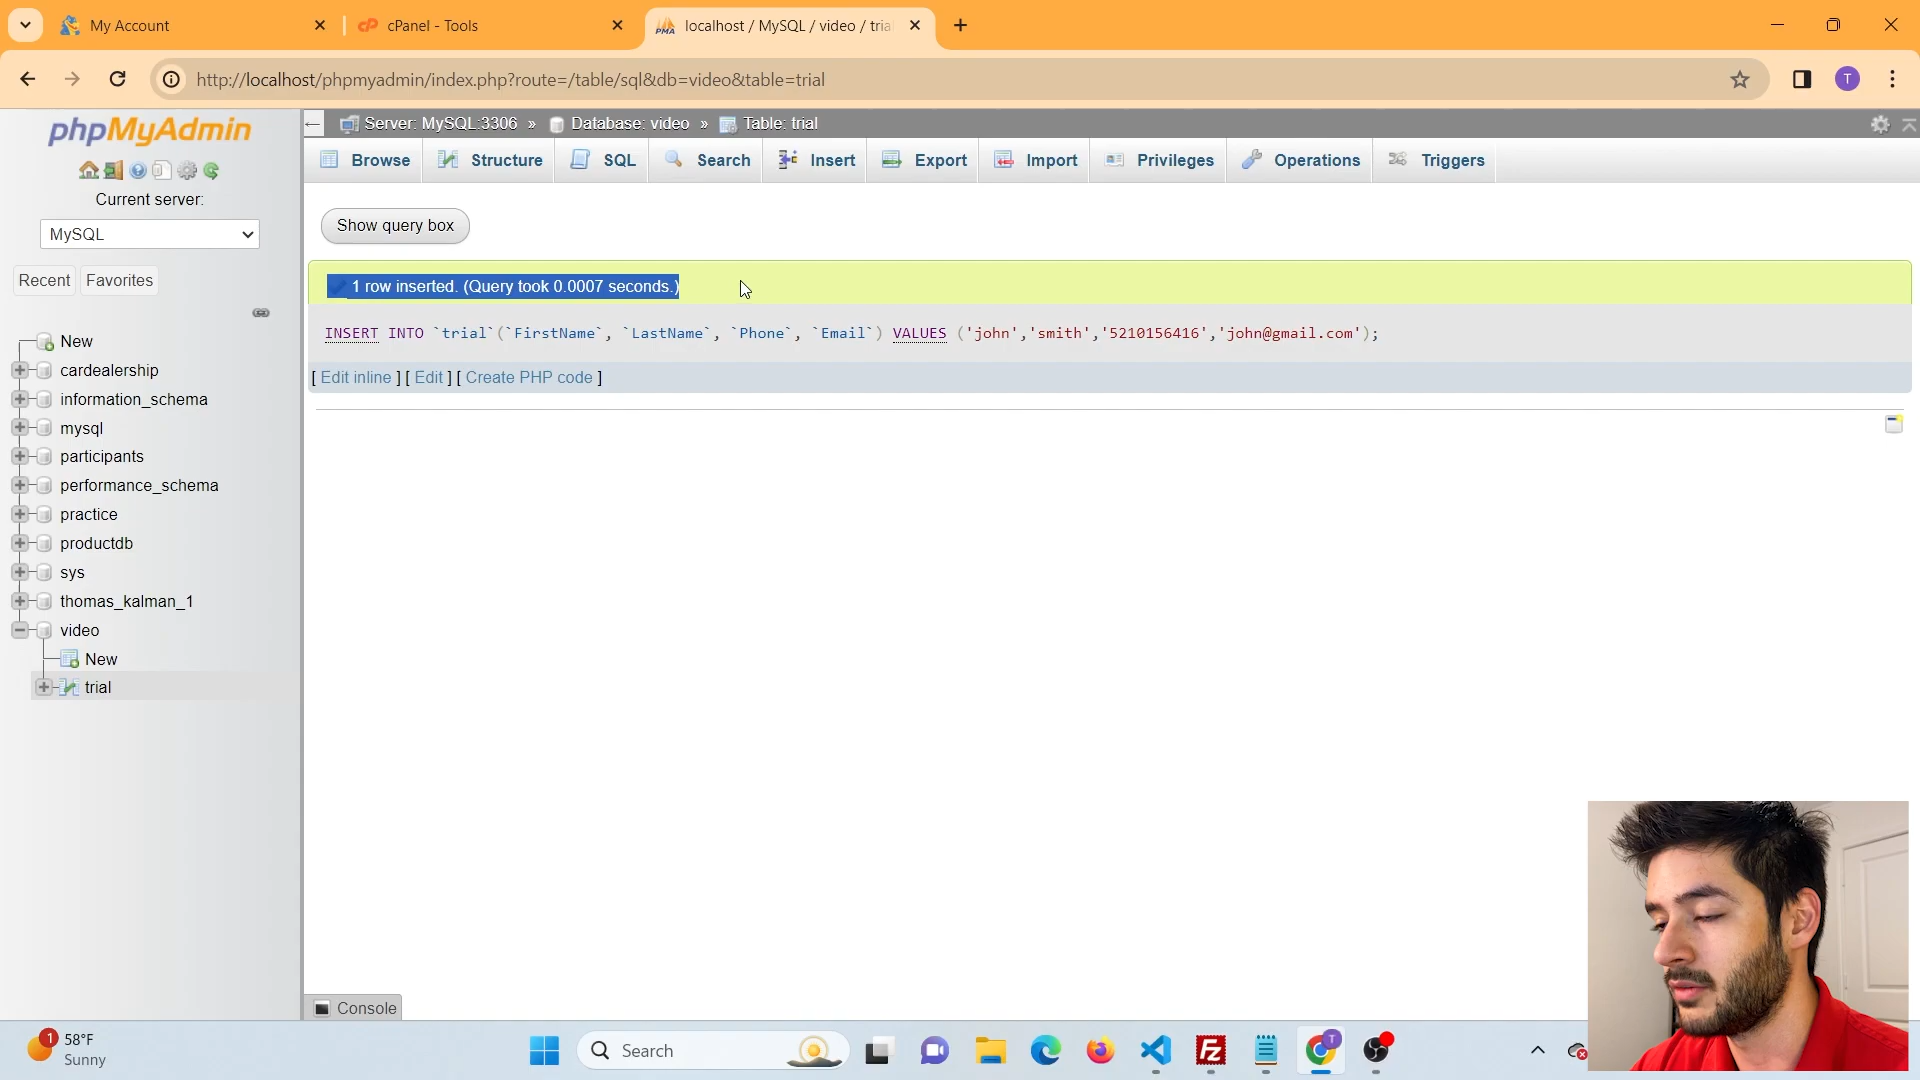 My Account
cPanel - Tools
localhost / MySQL / video / tria
http://localhost/phpmyadmin/index.php?route=/table/sql&db=video&table=trial
T
phpMyAdmin
Current server:
MySQL
Recent
Favorites
New
cardealership
information_schema
mysql
participants
performance_schema
practice
productdb
sys
thomas_kalman_1
video
New
trial
Server: MySQL:3306 » Database: video » Table: trial
Browse
Structure
SQL
Search
Insert
Export
Import
Privileges
Operations
Triggers
Show query box
1 row inserted. (Query took 0.0007 seconds.)
INSERT INTO `trial`(`FirstName`, `LastName`, `Phone`, `Email`) VALUES ('john','smith','5210156416','john@gmail.com');
[ Edit inline ] [ Edit ] [ Create PHP code ]
Console
1
58°F
Sunny
Search
Fz
T